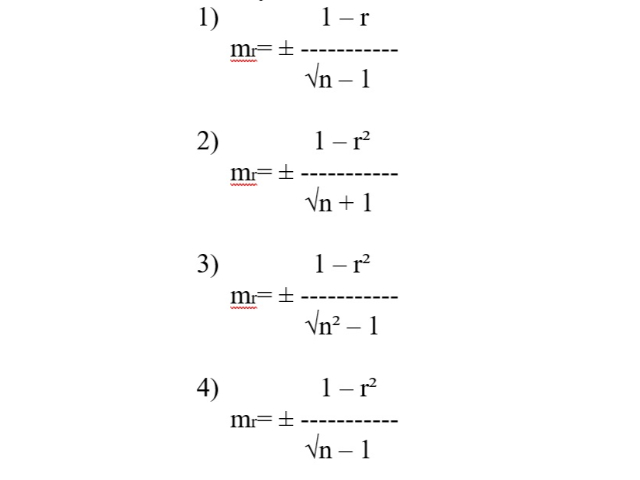 1) 1 – r
mr= ± -----------
√n – 1
2) 1 – r²
mr= ± -----------
√n + 1
3) 1 – r²
mr= ± -----------
√n² – 1
4) 1 – r²
mr= ± -----------
√n – 1